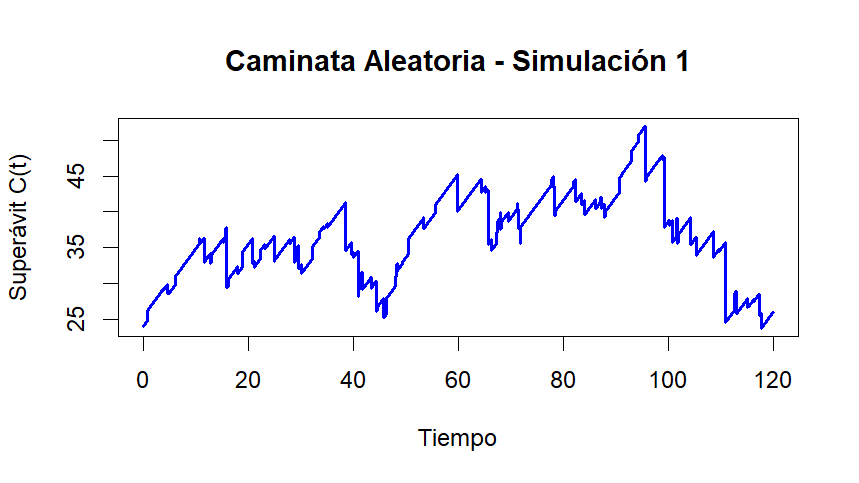 Caminata Aleatoria - Simulación 1
Superávit C(t)
45
35
25
0 20 40 60 80 100 120
Tiempo